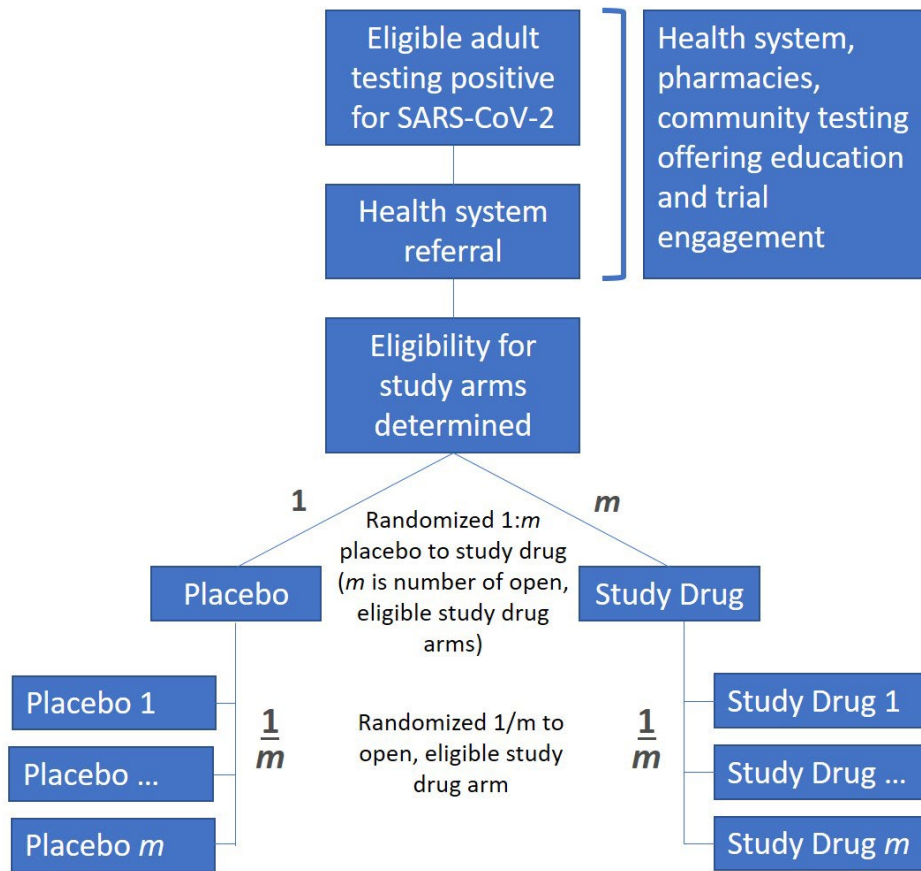 Eligible adult
testing positive
for SARS-CoV-2
Health system,
pharmacies,
community testing
offering education
and trial
engagement
Health system
referral
Eligibility for
study arms
determined
1
m
Randomized 1:m
placebo to study drug
(m is number of open,
eligible study drug
arms)
Placebo
Study Drug
Placebo 1
Placebo ...
Placebo m
1
m
Randomized 1/m to
open, eligible study
drug arm
1
m
Study Drug 1
Study Drug ...
Study Drug m